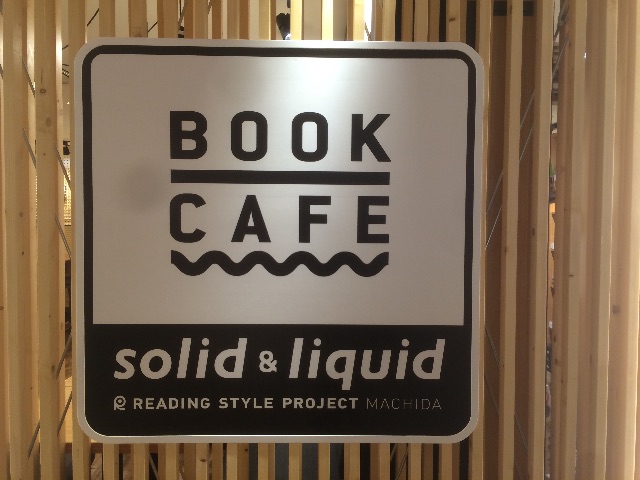 BOOK
CAFE
solid & liquid
READING STYLE PROJECT MACHIDA